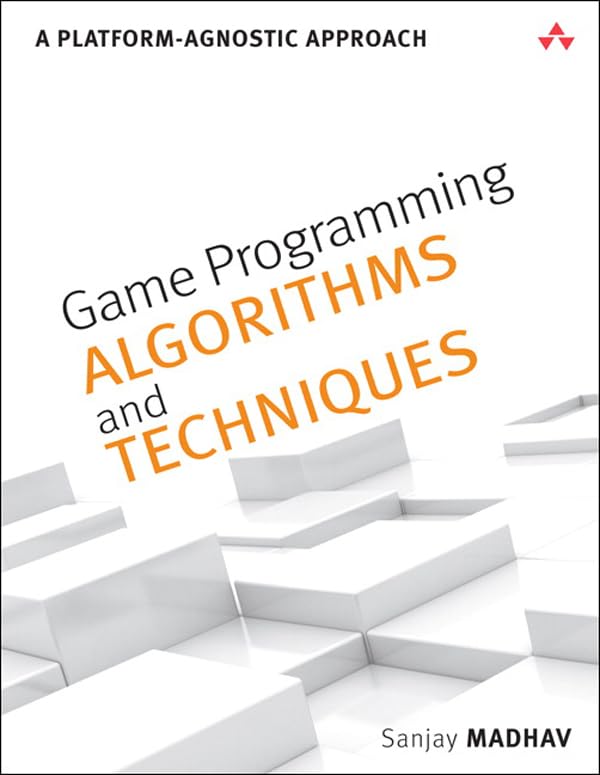 A PLATFORM-AGNOSTIC APPROACH
Game Programming
ALGORITHMS
and
TECHNIQUES
Sanjay MADHAV